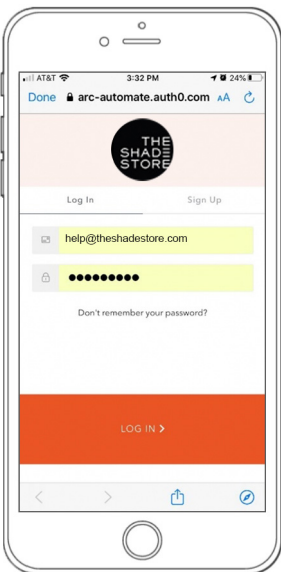 AT&T 3:32 PM 24%
Done arc-automate.auth0.com AA
THE
SHADE
STORE
Log In Sign Up
help@theshadestore.com
●●●●●●●●●
Don't remember your password?
LOG IN >